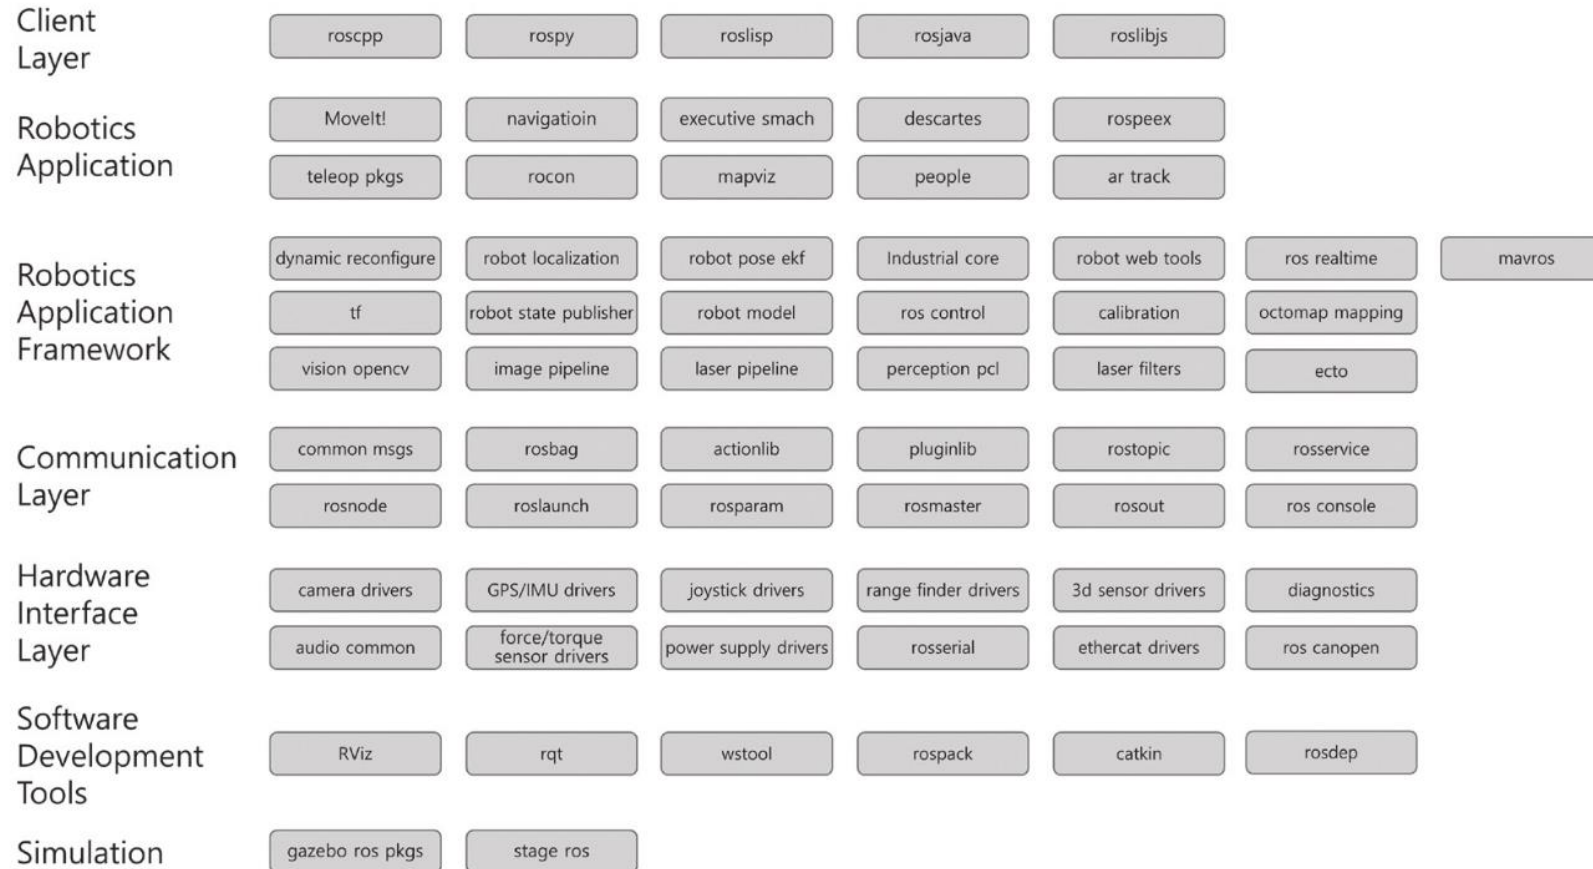 Client
Layer
roscpp rospy roslisp rosjava roslibjs
Robotics
Application
MoveIt! navigatioin executive smach descartes rospeex
teleop pkgs rocon mapviz people ar track
Robotics
Application
Framework
dynamic reconfigure robot localization robot pose ekf Industrial core robot web tools ros realtime mavros
tf robot state publisher robot model ros control calibration octomap mapping
vision opencv image pipeline laser pipeline perception pcl laser filters ecto
Communication
Layer
common msgs rosbag actionlib pluginlib rostopic rosservice
rosnode roslaunch rosparam rosmaster rosout ros console
Hardware
Interface
Layer
camera drivers GPS/IMU drivers joystick drivers range finder drivers 3d sensor drivers diagnostics
audio common force/torque sensor drivers power supply drivers rosserial ethercat drivers ros canopen
Software
Development
Tools
RViz rqt wstool rospack catkin rosdep
Simulation
gazebo ros pkgs stage ros